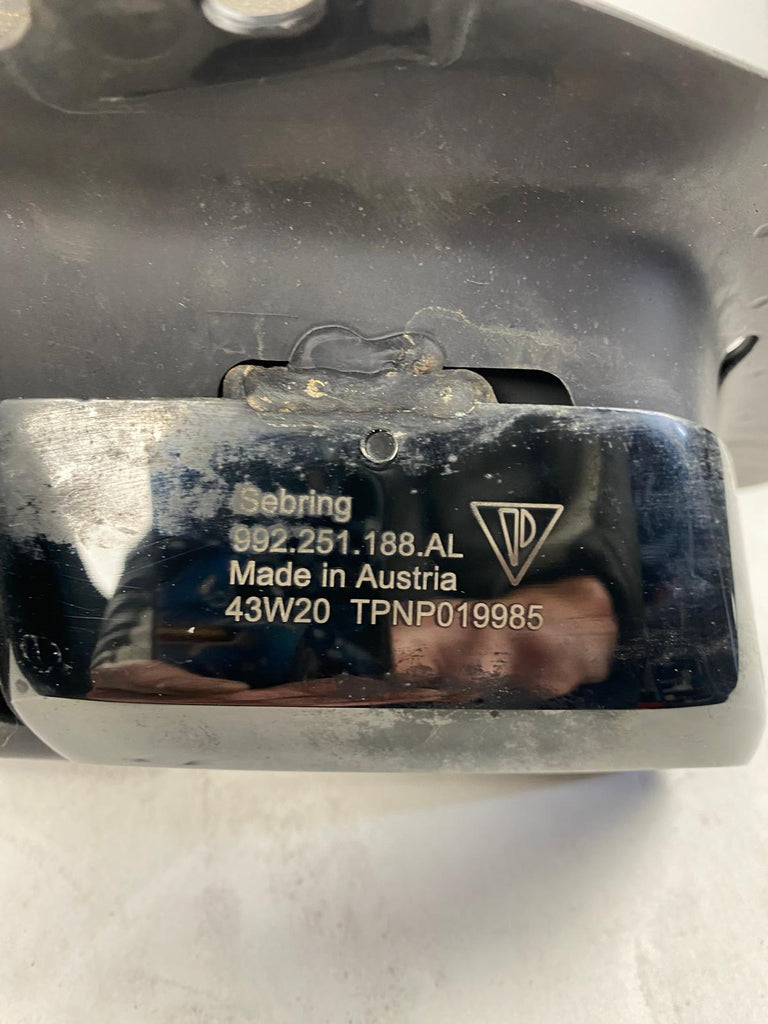 Sebring
992.251.188.AL
Made in Austria
43W20 TPNP019985